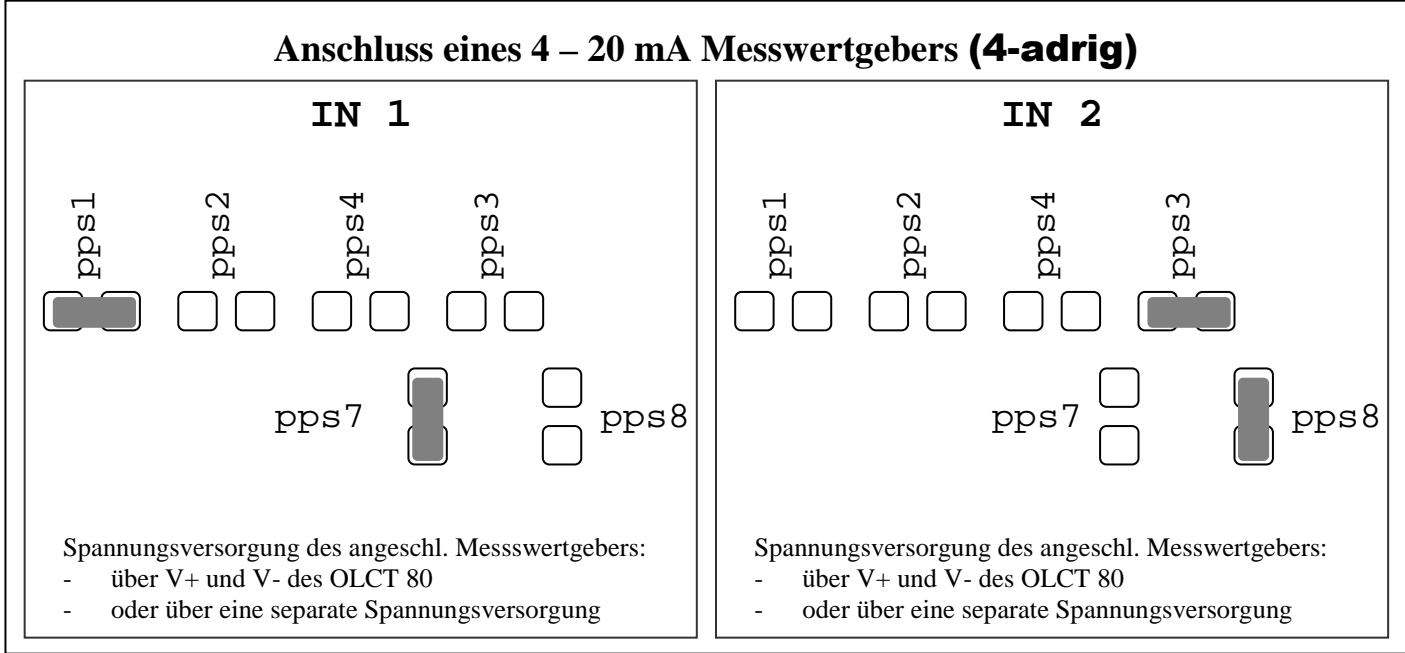 Anschluss eines 4 – 20 mA Messwertgebers (4-adrig)
IN 1
pps1
pps2
pps4
pps3
pps7
pps8
Spannungsversorgung des angeschl. Messswertgebers:
- über V+ und V- des OLCT 80
- oder über eine separate Spannungsversorgung
IN 2
pps1
pps2
pps4
pps3
pps7
pps8
Spannungsversorgung des angeschl. Messswertgebers:
- über V+ und V- des OLCT 80
- oder über eine separate Spannungsversorgung